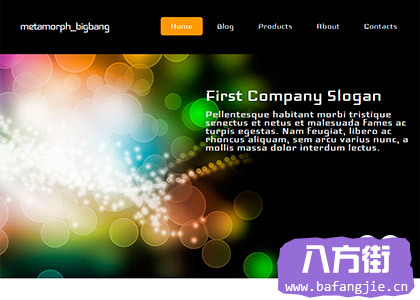 metamorph_bigbang
Home Blog Products About Contacts
First Company Slogan
Pellentesque habitant morbi tristique
senectus et netus et malesuada fames ac
turpis egestas. Nam feugiat, libero ac
rhoncus aliquam, sem arcu varius nunc, a
mollis massa dolor interdum lectus.
八方街
www.bafangjie.cn